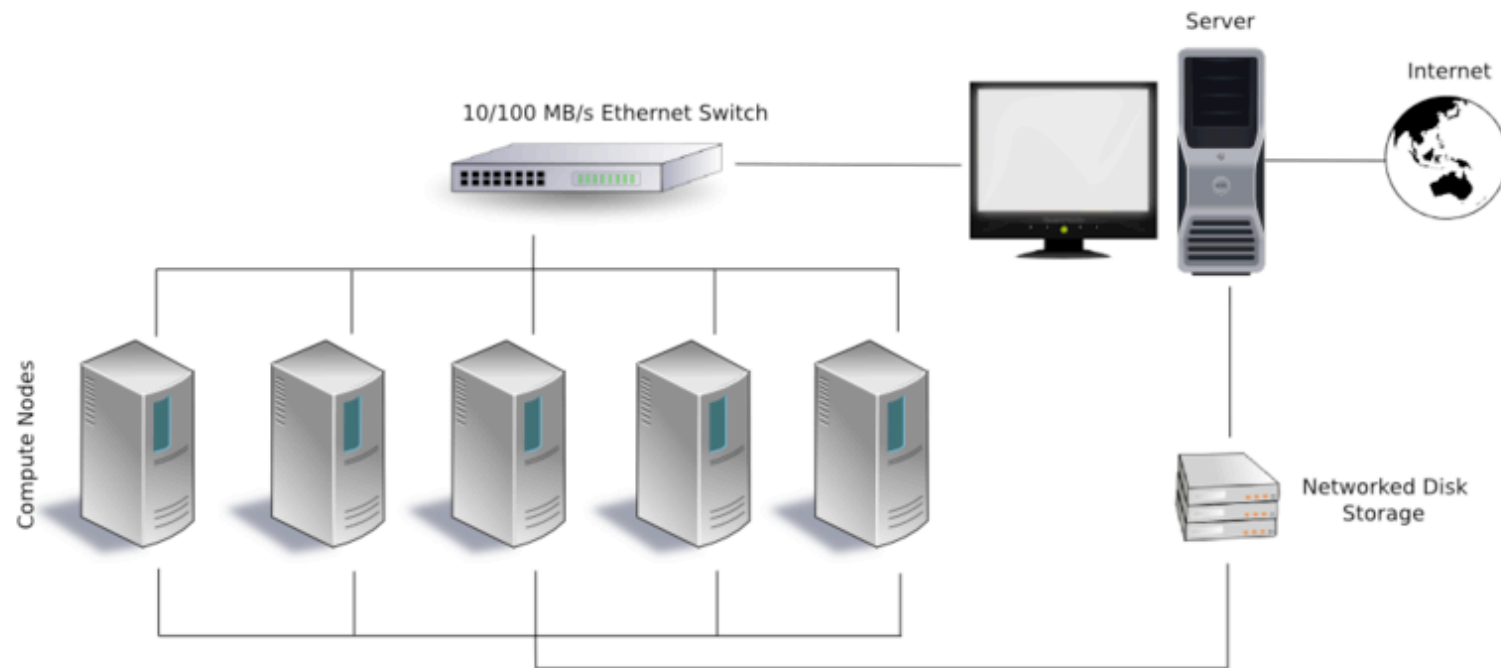 Server
Internet
10/100 MB/s Ethernet Switch
Compute Nodes
Networked Disk
Storage